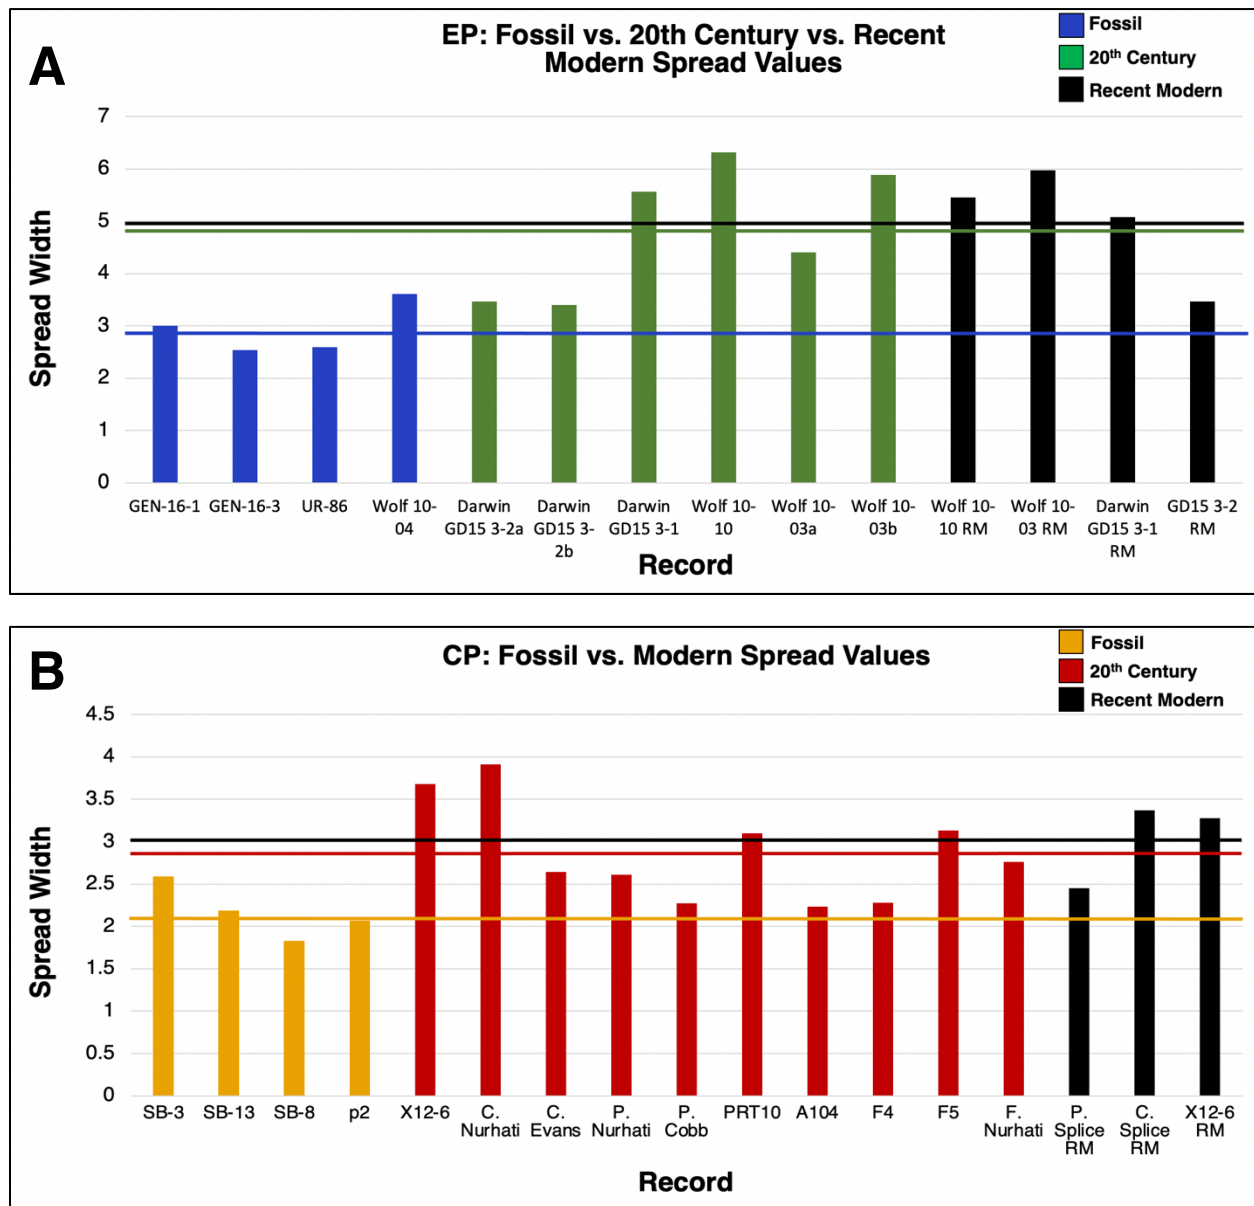 A
EP: Fossil vs. 20th Century vs. Recent
Modern Spread Values
Fossil
20th Century
Recent Modern
Spread Width
7
6
5
4
3
2
1
0
GEN-16-1 GEN-16-3 UR-86 Wolf 10- Darwin Darwin Darwin Wolf 10- Wolf 10- Wolf 10- Wolf 10- Wolf 10- Darwin GD15 3-2
04 GD15 3-2a GD15 3- GD15 3-1 10 03a 03b 10 RM 03 RM GD15 3-1 RM
2b RM
Record
B
CP: Fossil vs. Modern Spread Values
Fossil
20th Century
Recent Modern
Spread Width
4.5
4
3.5
3
2.5
2
1.5
1
0.5
0
SB-3 SB-13 SB-8 p2 X12-6 C. C. P. P. PRT10 A104 F4 F5 F. P. C. X12-6
Nurhati Evans Nurhati Cobb Nurhati Splice Splice RM
RM RM
Record